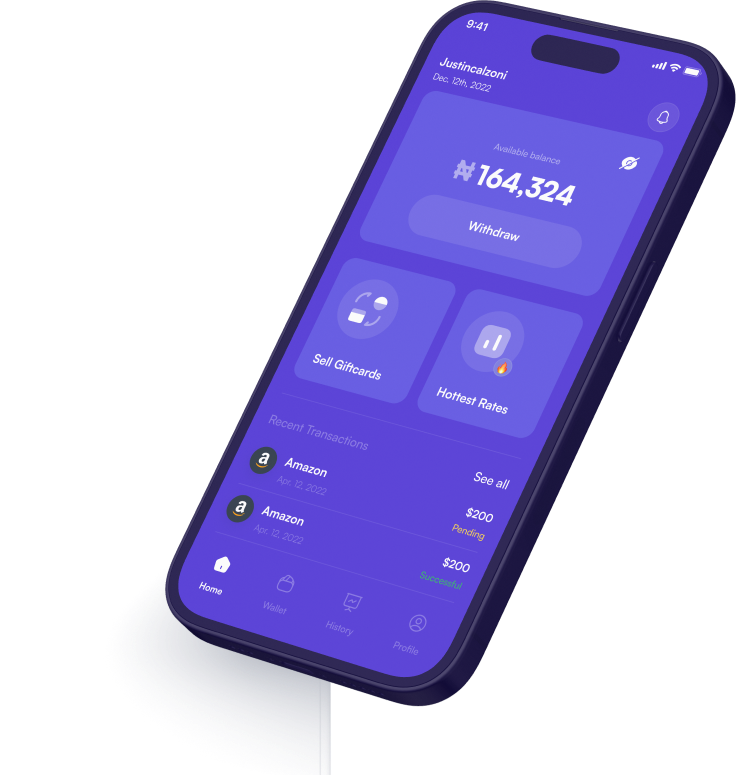 9:41
Justincalzoni
Dec. 12th, 2022
Available balance
₦164,324
Withdraw
Sell Giftcards
Hottest Rates
Recent Transactions
See all
a
Amazon
$200
Apr. 12, 2022
Pending
a
Amazon
$200
Apr. 12, 2022
Successful
Home
Wallet
History
Profile